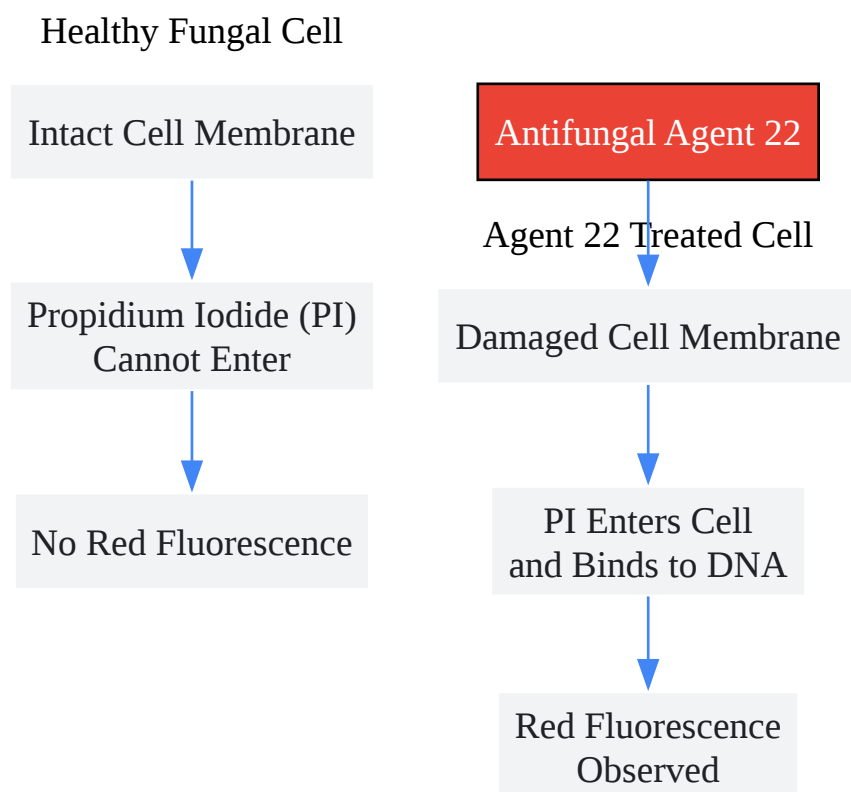 Healthy Fungal Cell
Intact Cell Membrane
Propidium Iodide (PI)
Cannot Enter
No Red Fluorescence
Antifungal Agent 22
Agent 22 Treated Cell
Damaged Cell Membrane
PI Enters Cell
and Binds to DNA
Red Fluorescence
Observed